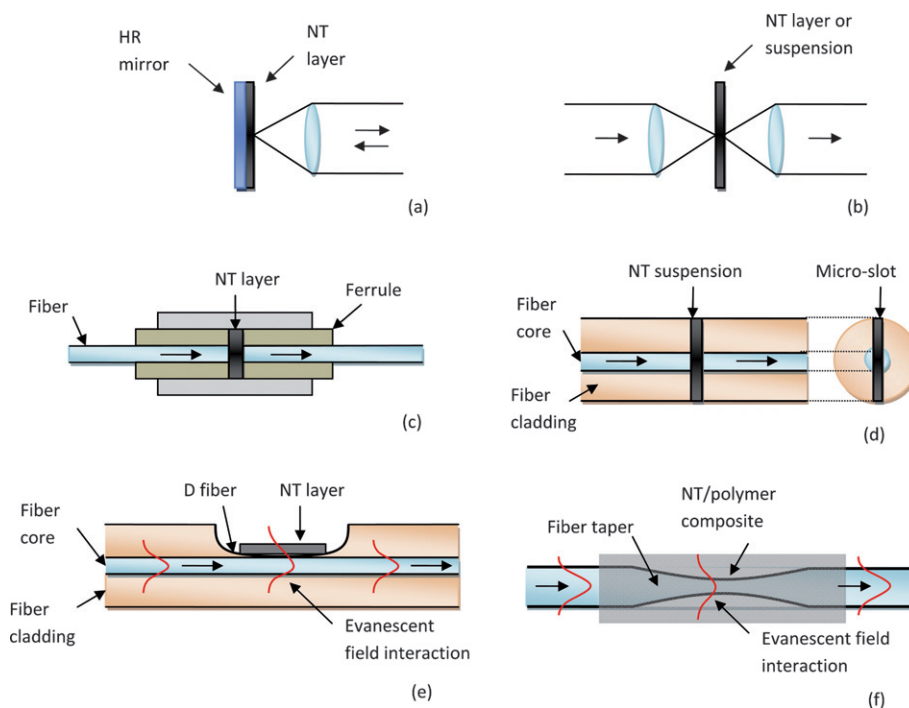 HR
mirror
NT
layer
(a)
NT layer or
suspension
(b)
NT layer
Fiber
Ferrule
(c)
NT suspension
Micro-slot
Fiber
core
Fiber
cladding
(d)
D fiber
NT layer
Fiber
core
Fiber
cladding
Evanescent
field interaction
(e)
NT/polymer
composite
Fiber taper
Evanescent field
interaction
(f)